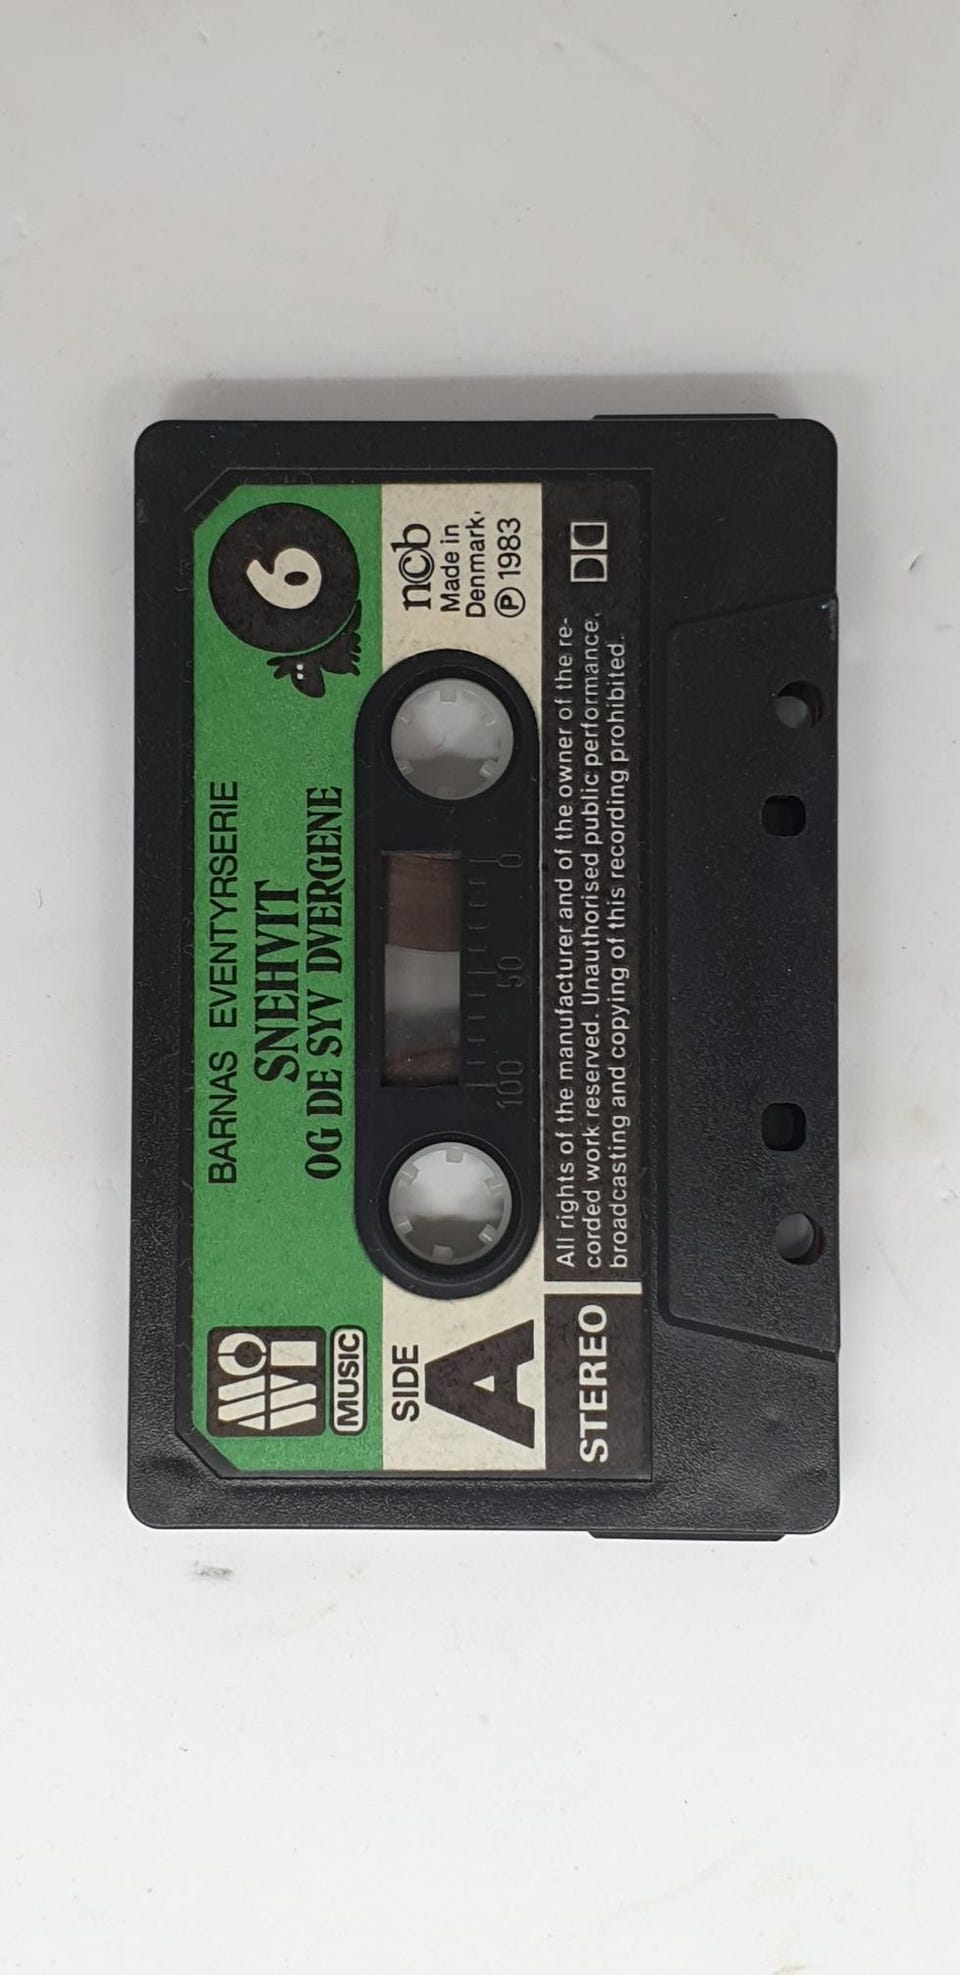 BARNAS EVENTYRSERIE
SNEHVIT
OG DE SYV DVERGENE
6
MOVI
MUSIC
SIDE
A
ncb
Made in
Denmark
Ⓟ 1983
100 50 0
STEREO
All rights of the manufacturer and of the owner of the re-
corded work reserved. Unauthorised public performance,
broadcasting and copying of this recording prohibited.